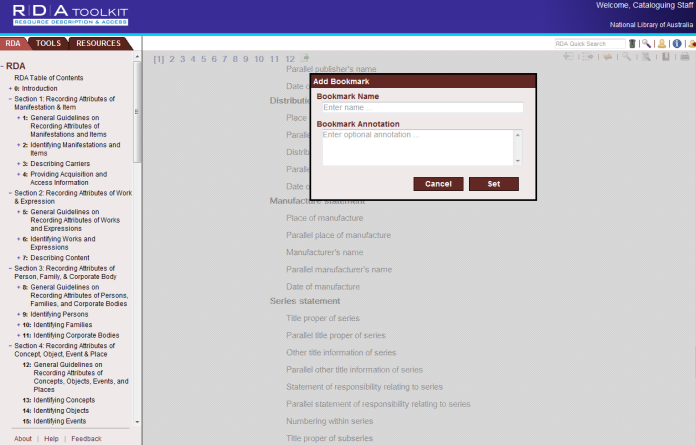 RDA TOOLKIT
RESOURCE DESCRIPTION & ACCESS
Welcome, Cataloguing Staff
National Library of Australia
RDA TOOLS RESOURCES
RDA Quick Search
- RDA
RDA Table of Contents
+ 0: Introduction
- Section 1: Recording Attributes of
Manifestation & Item
+ 1: General Guidelines on
Recording Attributes of
Manifestations and Items
+ 2: Identifying Manifestations and
Items
+ 3: Describing Carriers
+ 4: Providing Acquisition and
Access Information
- Section 2: Recording Attributes of Work
& Expression
+ 5: General Guidelines on
Recording Attributes of Works
and Expressions
+ 6: Identifying Works and
Expressions
+ 7: Describing Content
- Section 3: Recording Attributes of
Person, Family, & Corporate Body
+ 8: General Guidelines on
Recording Attributes of Persons,
Families, and Corporate Bodies
+ 9: Identifying Persons
+ 10: Identifying Families
+ 11: Identifying Corporate Bodies
- Section 4: Recording Attributes of
Concept, Object, Event & Place
12: General Guidelines on
Recording Attributes of
Concepts, Objects, Events, and
Places
13: Identifying Concepts
14: Identifying Objects
15: Identifying Events
About | Help | Feedback
[1] 2 3 4 5 6 7 8 9 10 11 12
Parallel publisher's name
Date o
Distributio
Place
Paralle
Distrib
Paralle
Date o
Add Bookmark
Bookmark Name
Enter name ...
Bookmark Annotation
Enter optional annotation ...
Cancel Set
Manufacture statement
Place of manufacture
Parallel place of manufacture
Manufacturer's name
Parallel manufacturer's name
Date of manufacture
Series statement
Title proper of series
Parallel title proper of series
Other title information of series
Parallel other title information of series
Statement of responsibility relating to series
Parallel statement of responsibility relating to series
Numbering within series
Title proper of subseries